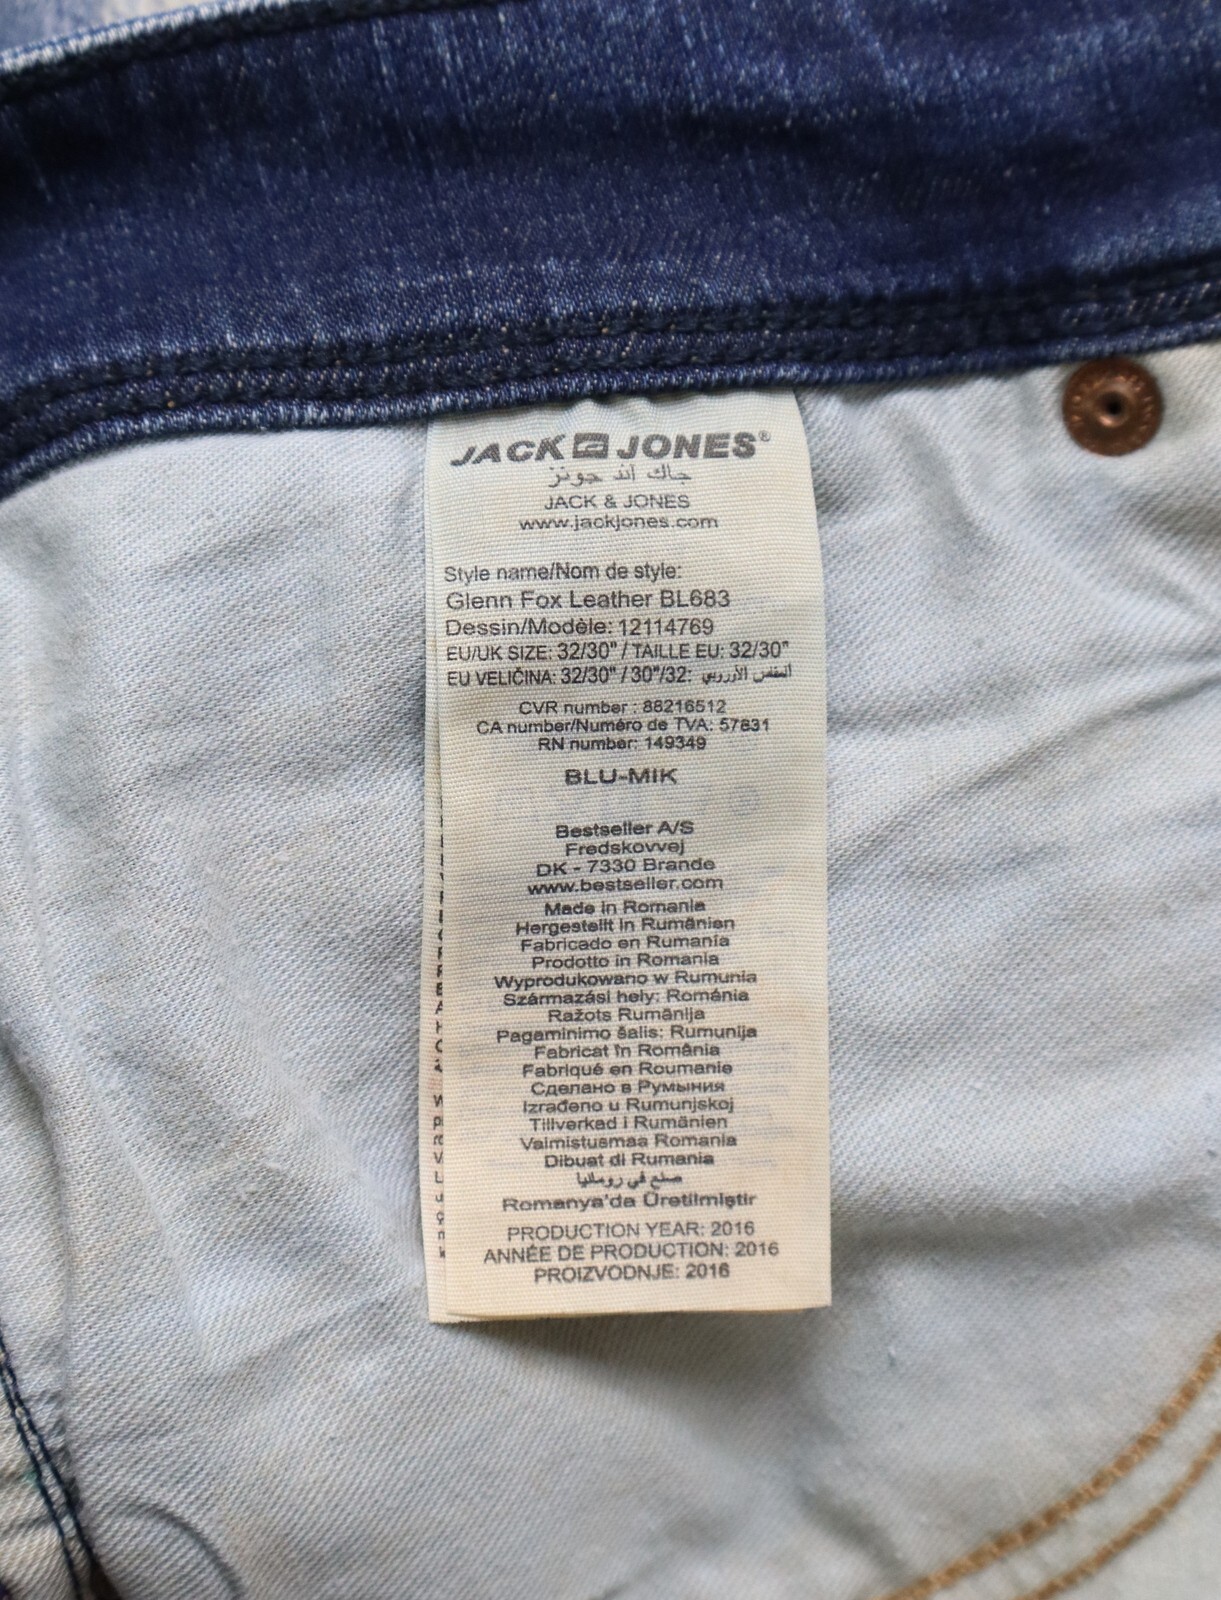 JACK JONES®
جاك اند جونز
JACK & JONES
www.jackjones.com
Style name/Nom de style:
Glenn Fox Leather BL683
Dessin/Modèle: 12114769
EU/UK SIZE: 32/30" / TAILLE EU: 32/30"
EU VELIČINA: 32/30" / 30"/32: المقاس الأوروبي
CVR number : 88216512
CA number/Numéro de TVA: 57831
RN number: 149349
BLU-MIK
Bestseller A/S
Fredskovvej
DK - 7330 Brande
www.bestseller.com
Made in Romania
Hergestellt in Rumänien
Fabricado en Rumanía
Prodotto in Romania
Wyprodukowano w Rumunia
Származási hely: Románia
Ražots Rumānija
Pagaminimo šalis: Rumunija
Fabricat în România
Fabriqué en Roumanie
Сделано в Румыния
Izrađeno u Rumunjskoj
Tillverkad i Rumänien
Valmistusmaa Romania
Dibuat di Rumania
صنع في رومانيا
Romanya'da Üretilmiştir
PRODUCTION YEAR: 2016
ANNÉE DE PRODUCTION: 2016
PROIZVODNJE: 2016